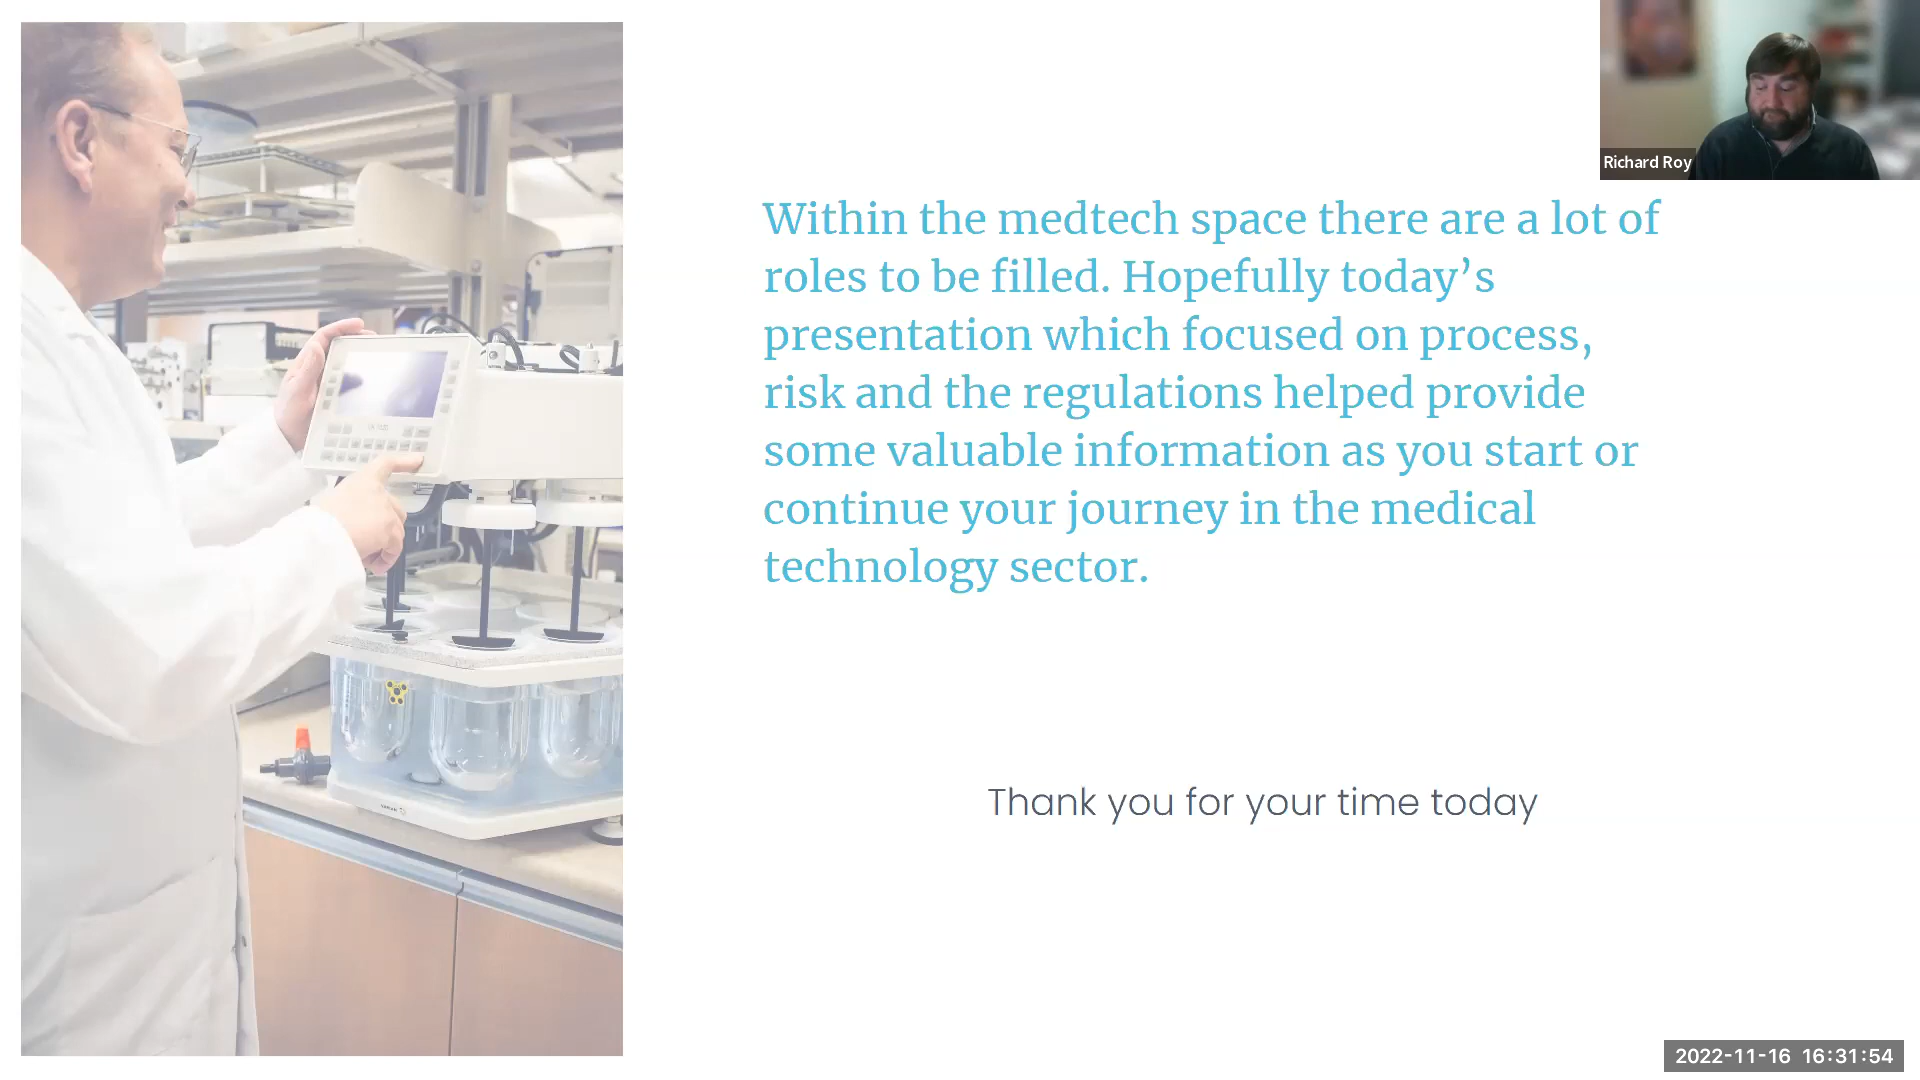 Richard Roy
Within the medtech space there are a lot of
roles to be filled. Hopefully today’s
presentation which focused on process,
risk and the regulations helped provide
some valuable information as you start or
continue your journey in the medical
technology sector.
Thank you for your time today
2022-11-16 16:31:54